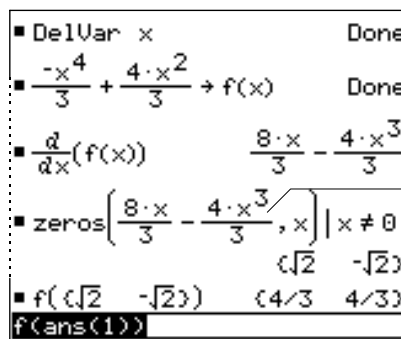 ▪ DelVar x Done
▪ -x^4/3 + 4·x^2/3 → f(x) Done
▪ d/dx(f(x)) 8·x/3 - 4·x^3/3
▪ zeros(8·x/3 - 4·x^3/3, x) | x ≠ 0
{√2 -√2}
▪ f({√2 -√2}) {4/3 4/3}
f(ans(1))